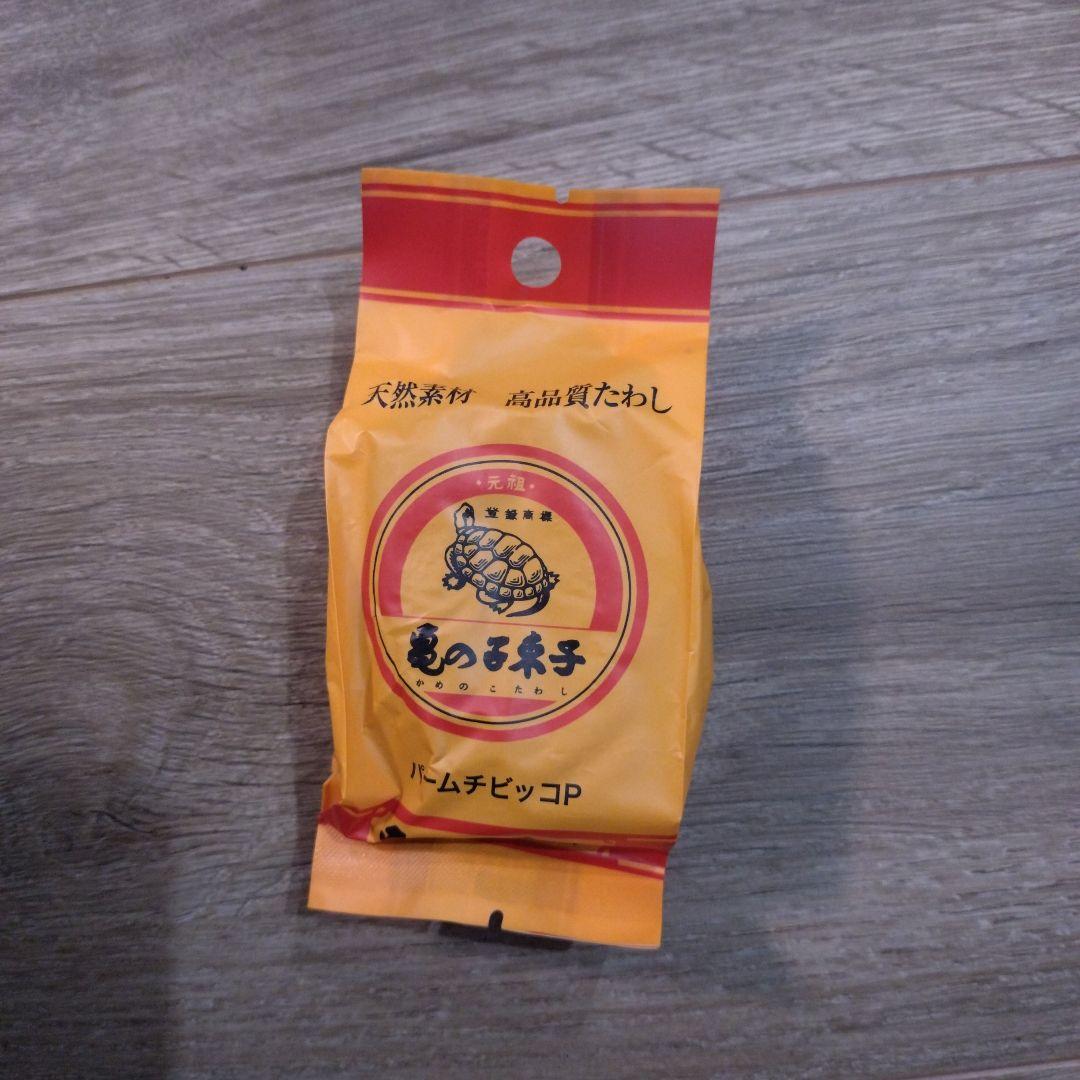 天然素材　高品質たわし
・元祖・
登録商標
亀の子束子
かめのこたわし
パームチビッコP